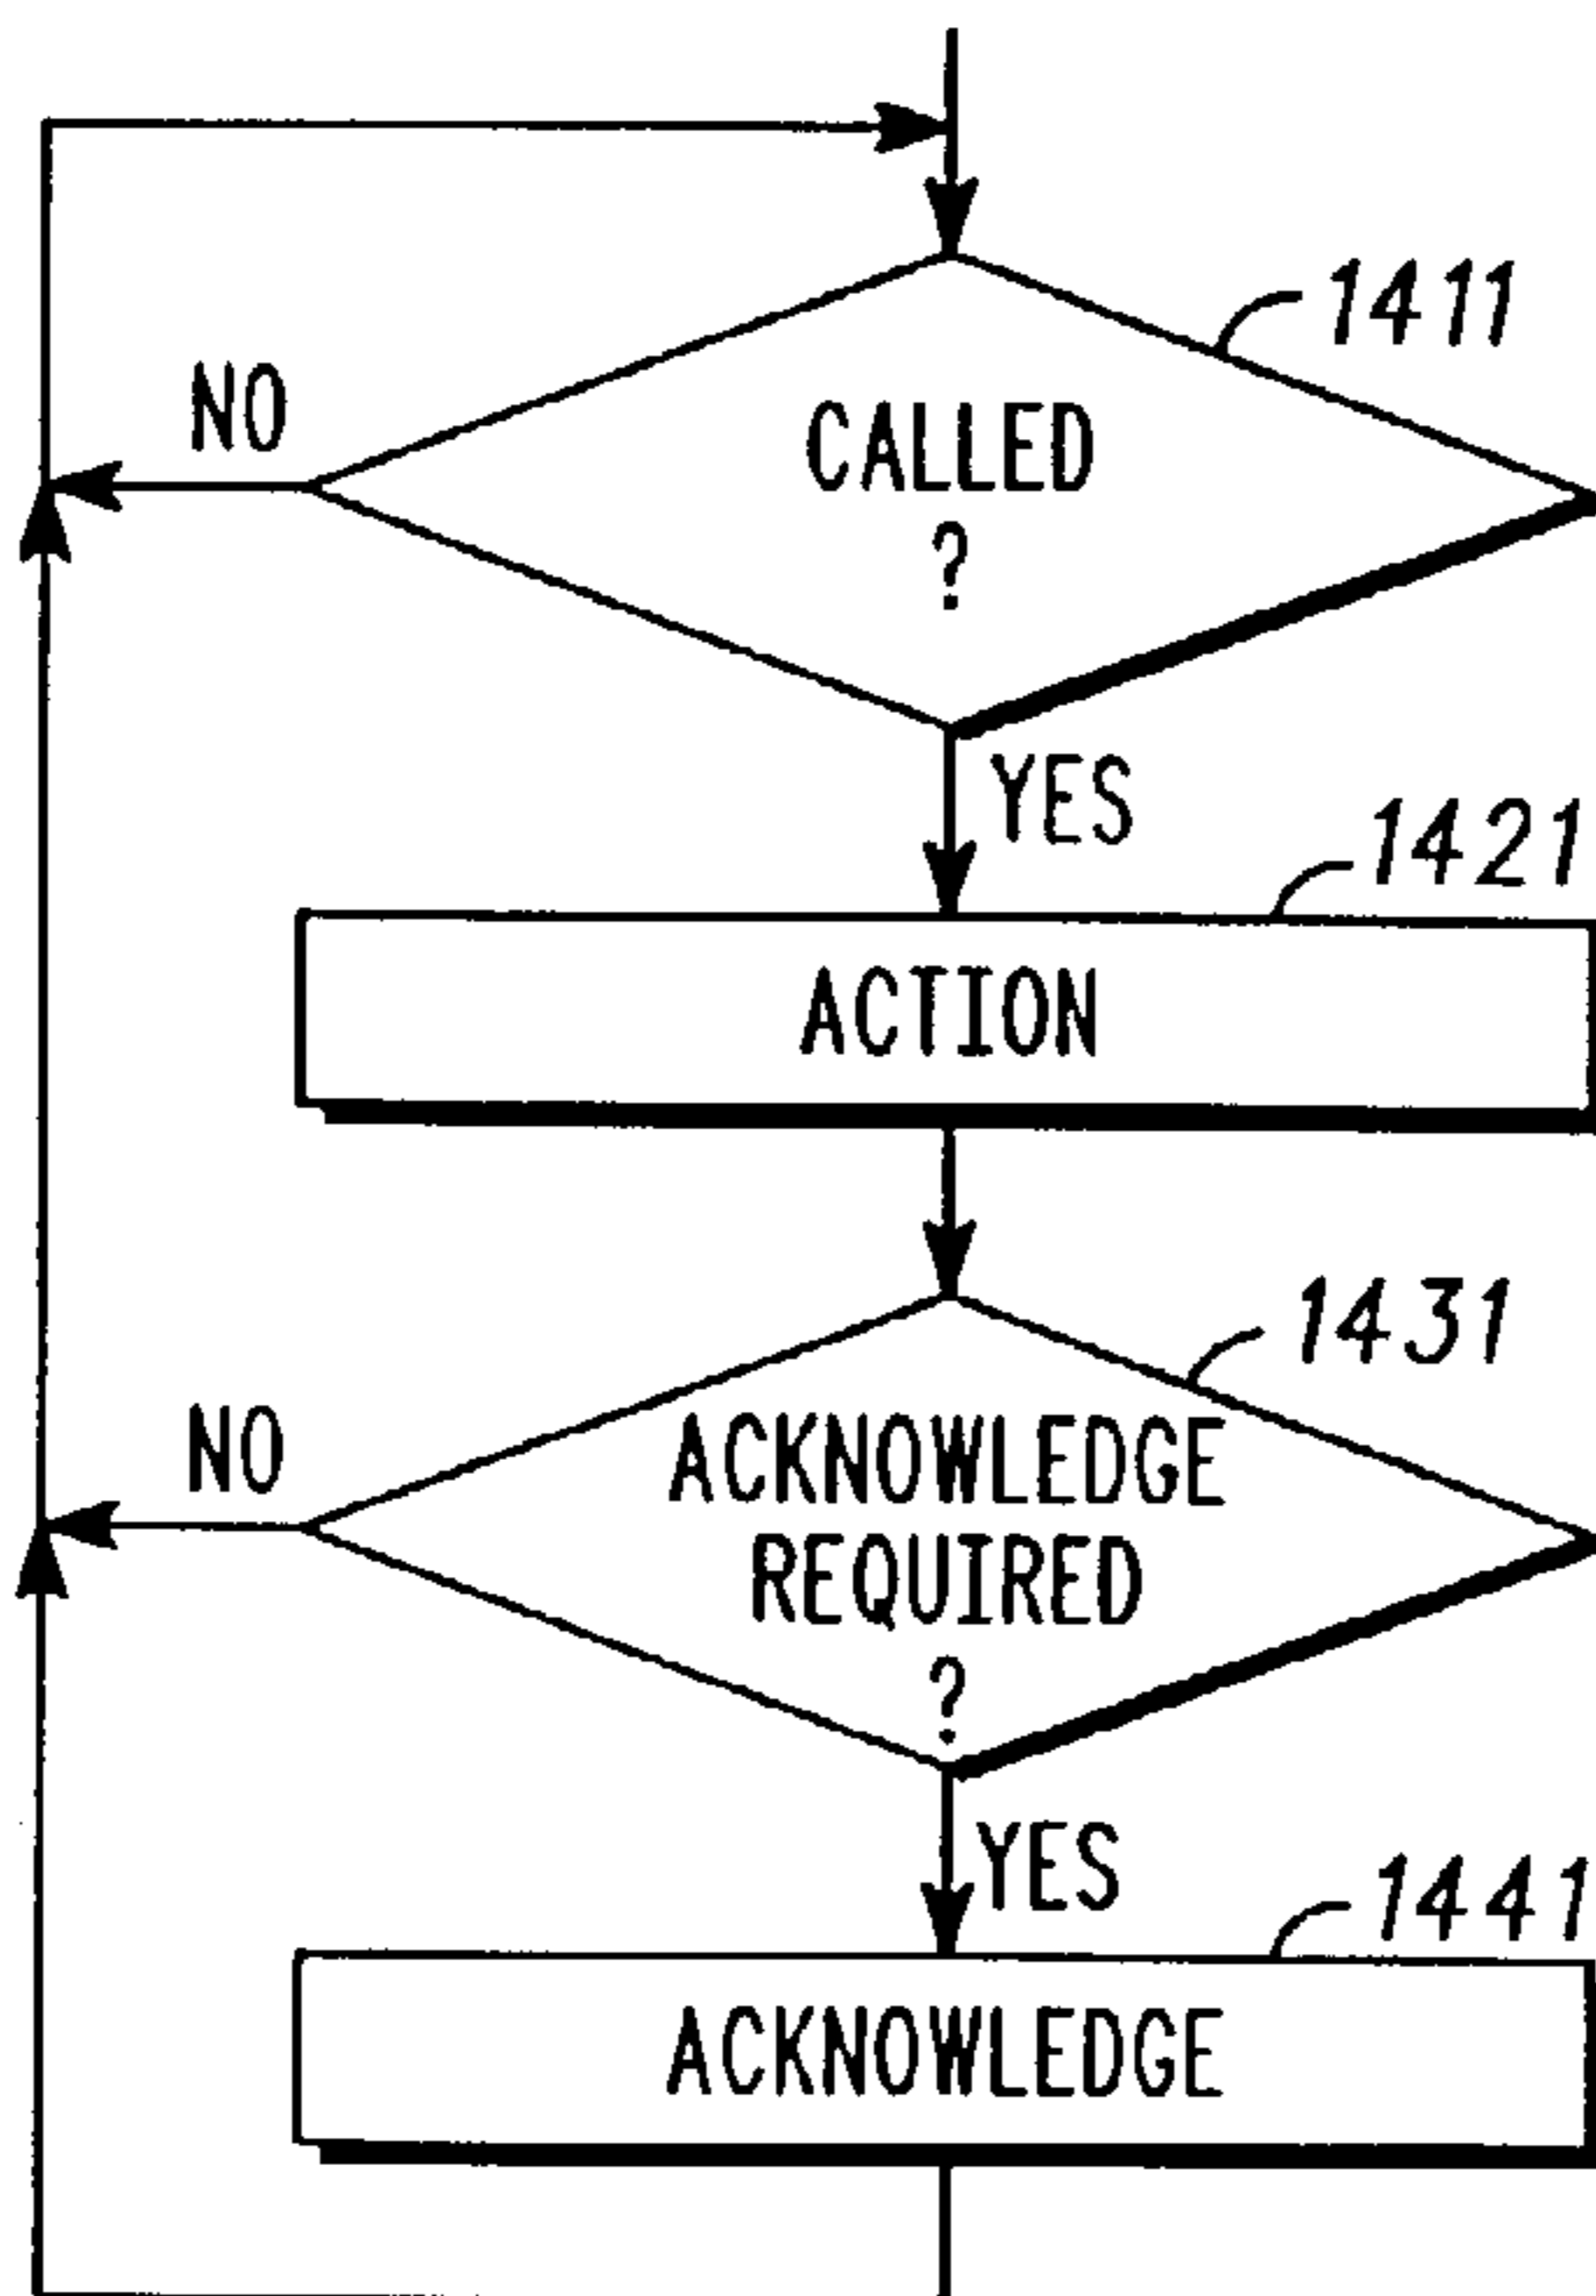 1411
NO
CALLED
?
YES
1421
ACTION
1431
NO
ACKNOWLEDGE
REQUIRED
?
YES
1441
ACKNOWLEDGE